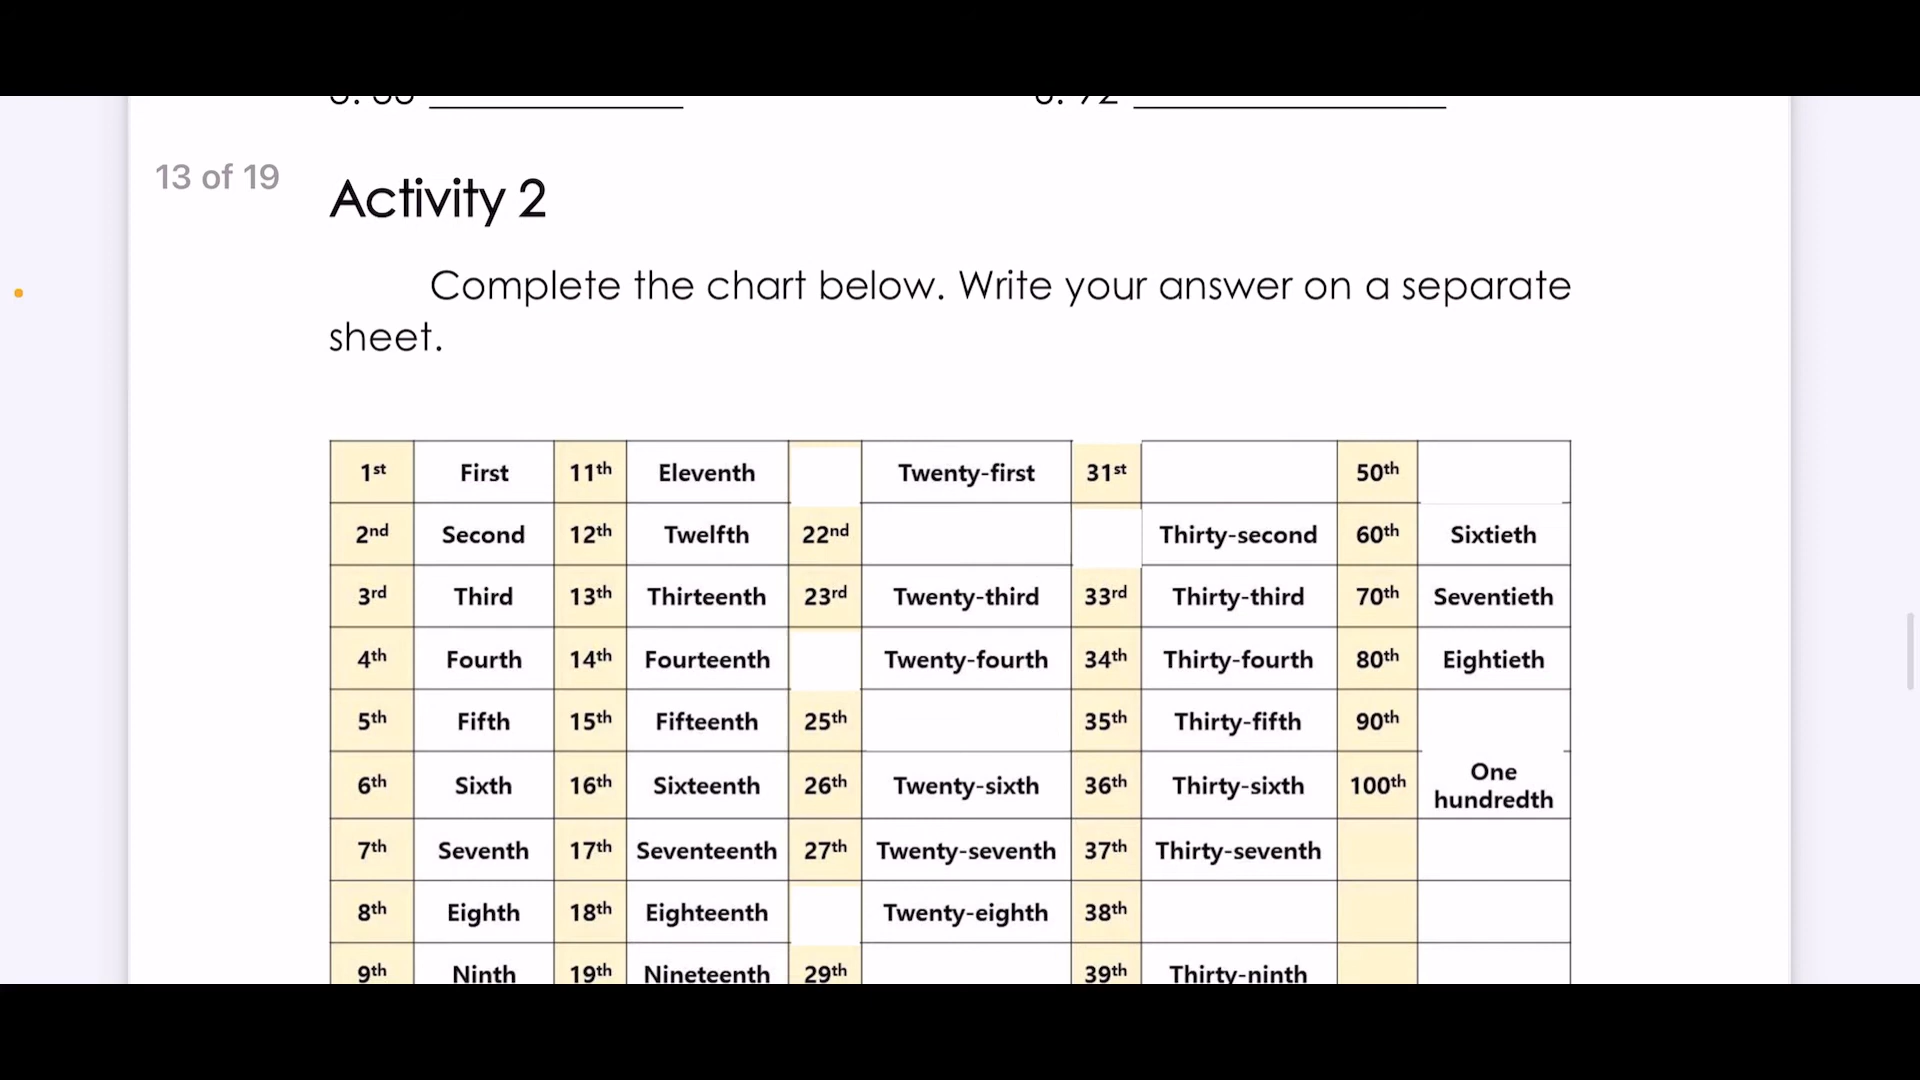 13 of 19
Activity 2
Complete the chart below. Write your answer on a separate
sheet.
1st First 11th Eleventh Twenty-first 31st 50th
2nd Second 12th Twelfth 22nd Thirty-second 60th Sixtieth
3rd Third 13th Thirteenth 23rd Twenty-third 33rd Thirty-third 70th Seventieth
4th Fourth 14th Fourteenth Twenty-fourth 34th Thirty-fourth 80th Eightieth
5th Fifth 15th Fifteenth 25th 35th Thirty-fifth 90th
6th Sixth 16th Sixteenth 26th Twenty-sixth 36th Thirty-sixth 100th One hundredth
7th Seventh 17th Seventeenth 27th Twenty-seventh 37th Thirty-seventh
8th Eighth 18th Eighteenth Twenty-eighth 38th
9th Ninth 19th Nineteenth 29th 39th Thirty-ninth